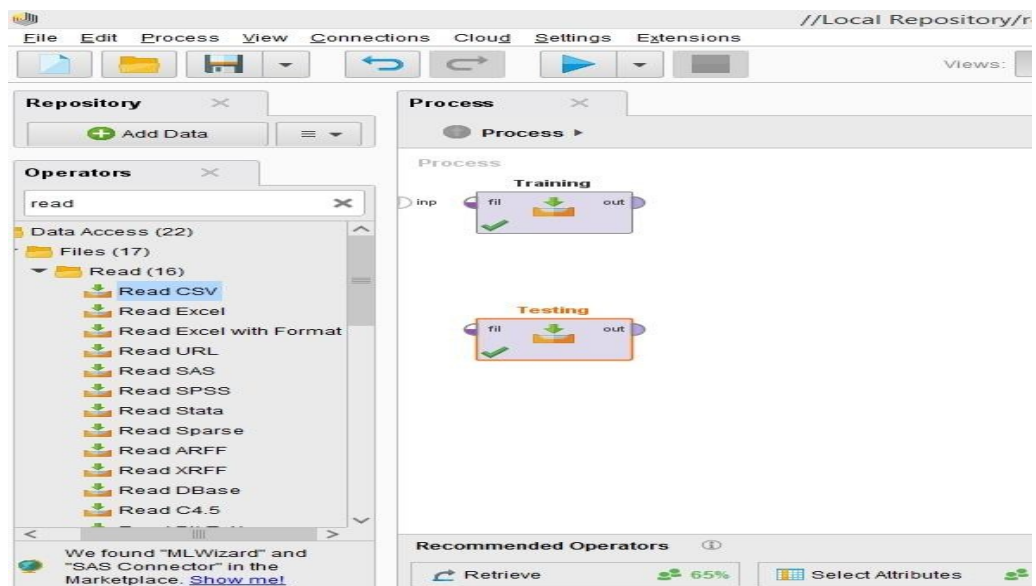 //Local Repository/r
File Edit Process View Connections Cloud Settings Extensions
Views:
Repository
Add Data
Operators
read
Data Access (22)
Files (17)
Read (16)
Read CSV
Read Excel
Read Excel with Format
Read URL
Read SAS
Read SPSS
Read Stata
Read Sparse
Read ARFF
Read XRFF
Read DBase
Read C4.5
We found "MLWizard" and
"SAS Connector" in the
Marketplace. Show me!
Process
Process
Process
Training
inp fil out
Testing
fil out
Recommended Operators
Retrieve 65% Select Attributes